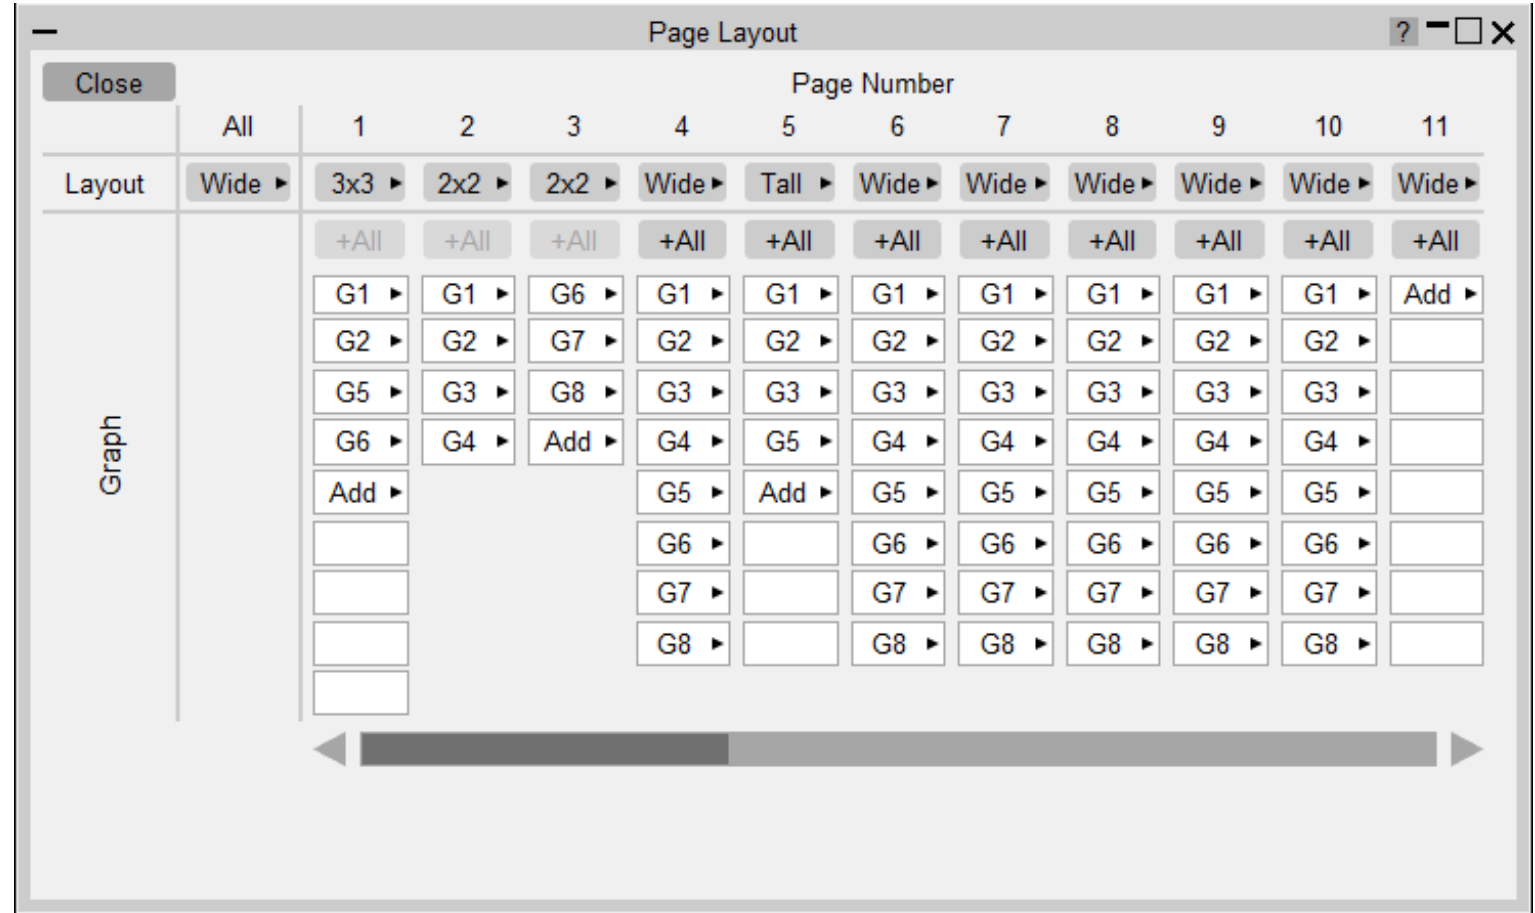 Page Layout ?
Close Page Number
All 1 2 3 4 5 6 7 8 9 10 11
Layout Wide 3x3 2x2 2x2 Wide Tall Wide Wide Wide Wide Wide Wide
+All +All +All +All +All +All +All +All +All +All +All
G1 G1 G6 G1 G1 G1 G1 G1 G1 G1 Add
G2 G2 G7 G2 G2 G2 G2 G2 G2 G2
G5 G3 G8 G3 G3 G3 G3 G3 G3 G3
Graph
G6 G4 Add G4 G5 G4 G4 G4 G4 G4
Add G5 Add G5 G5 G5 G5 G5
G6 G6 G6 G6 G6 G6
G7 G7 G7 G7 G7 G7
G8 G8 G8 G8 G8 G8